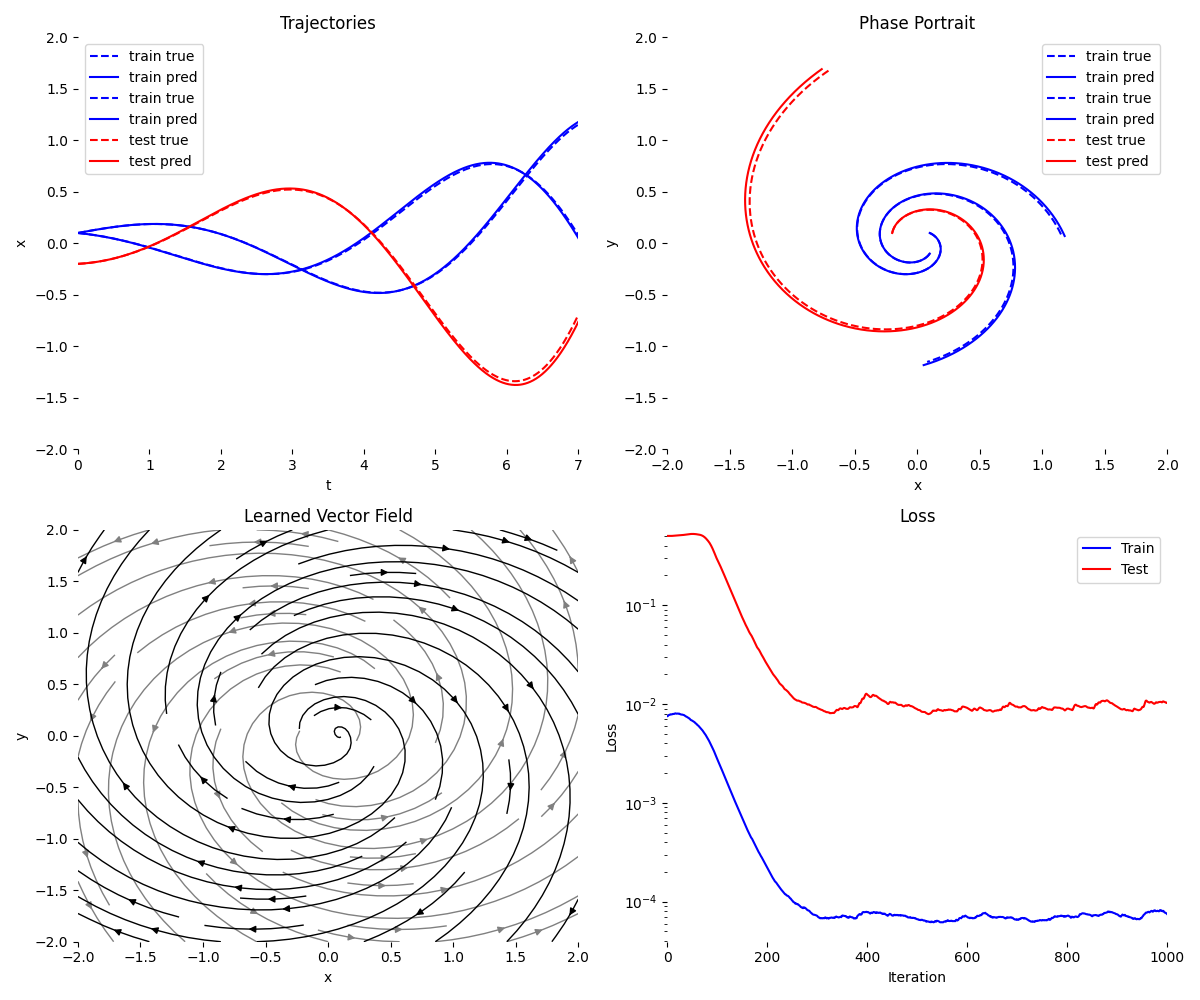 Trajectories
2.0
1.5
1.0
0.5
0.0
−0.5
−1.0
−1.5
−2.0
x
train true
train pred
train true
train pred
test true
test pred
0 1 2 3 4 5 6 7
t
Phase Portrait
2.0
1.5
1.0
0.5
0.0
−0.5
−1.0
−1.5
−2.0
y
train true
train pred
train true
train pred
test true
test pred
−2.0 −1.5 −1.0 −0.5 0.0 0.5 1.0 1.5 2.0
x
Learned Vector Field
2.0
1.5
1.0
0.5
0.0
−0.5
−1.0
−1.5
−2.0
y
−2.0 −1.5 −1.0 −0.5 0.0 0.5 1.0 1.5 2.0
x
Loss
Train
Test
10⁻¹
10⁻²
10⁻³
10⁻⁴
Loss
0 200 400 600 800 1000
Iteration